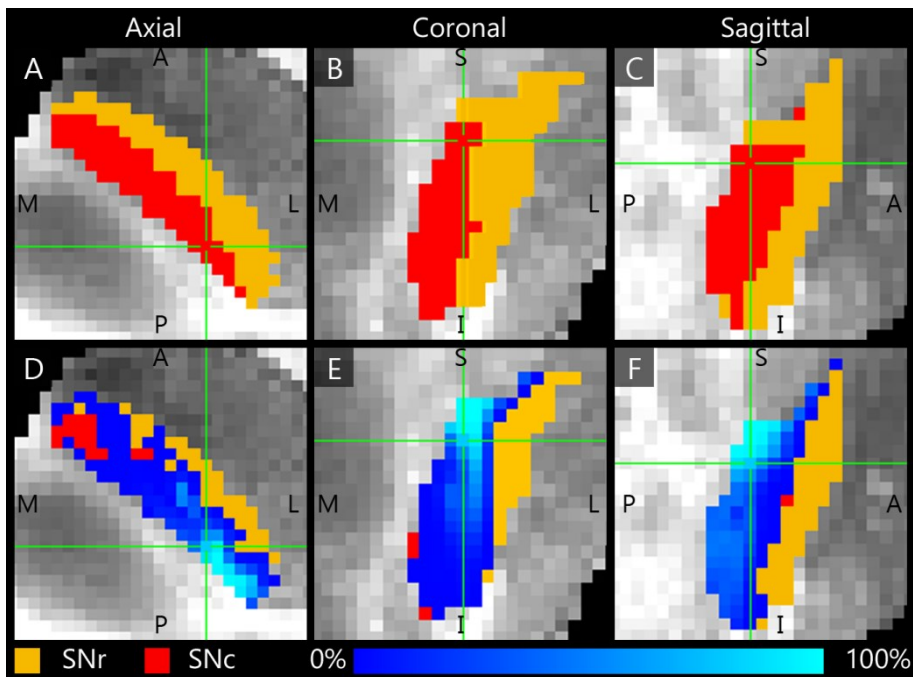 Axial Coronal Sagittal
A A B S C S
M L M L P A
P I I
D A E S F S
M L M L P A
P I I
SNr SNc 0% 100%